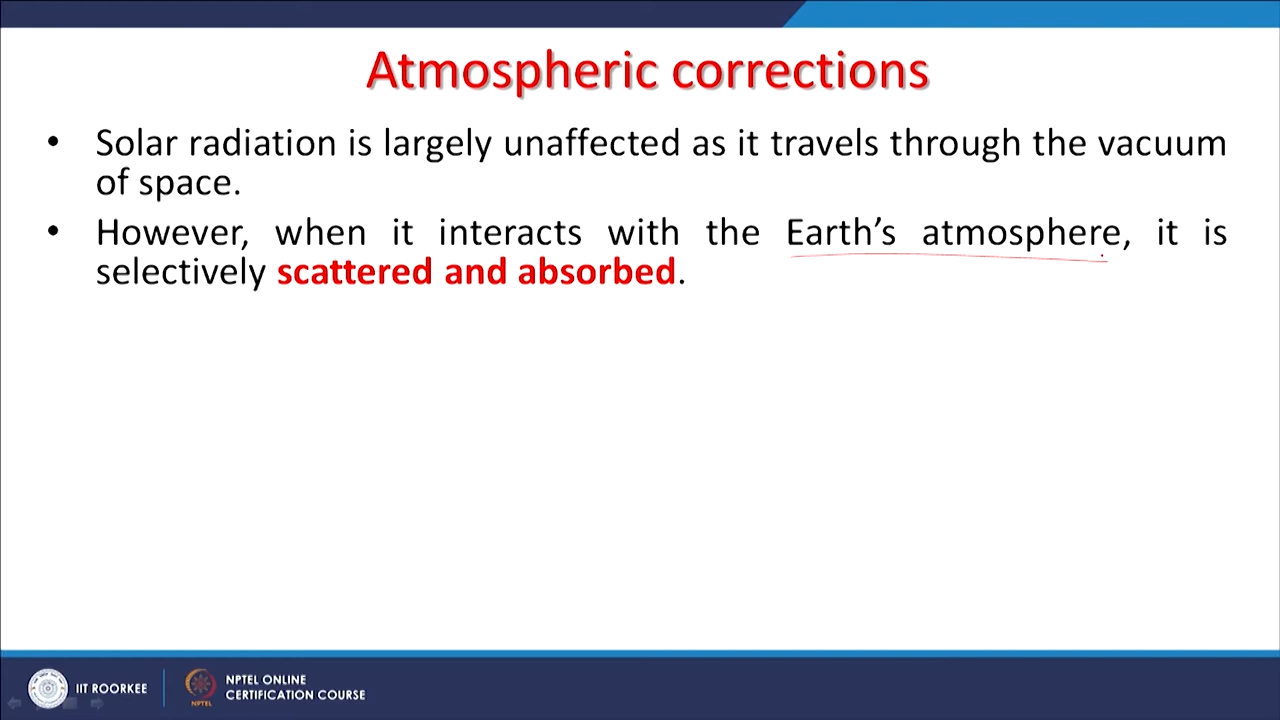 Atmospheric corrections
• Solar radiation is largely unaffected as it travels through the vacuum
of space.
• However, when it interacts with the Earth’s atmosphere, it is
selectively scattered and absorbed.
IIT ROORKEE
NPTEL
NPTEL ONLINE
CERTIFICATION COURSE